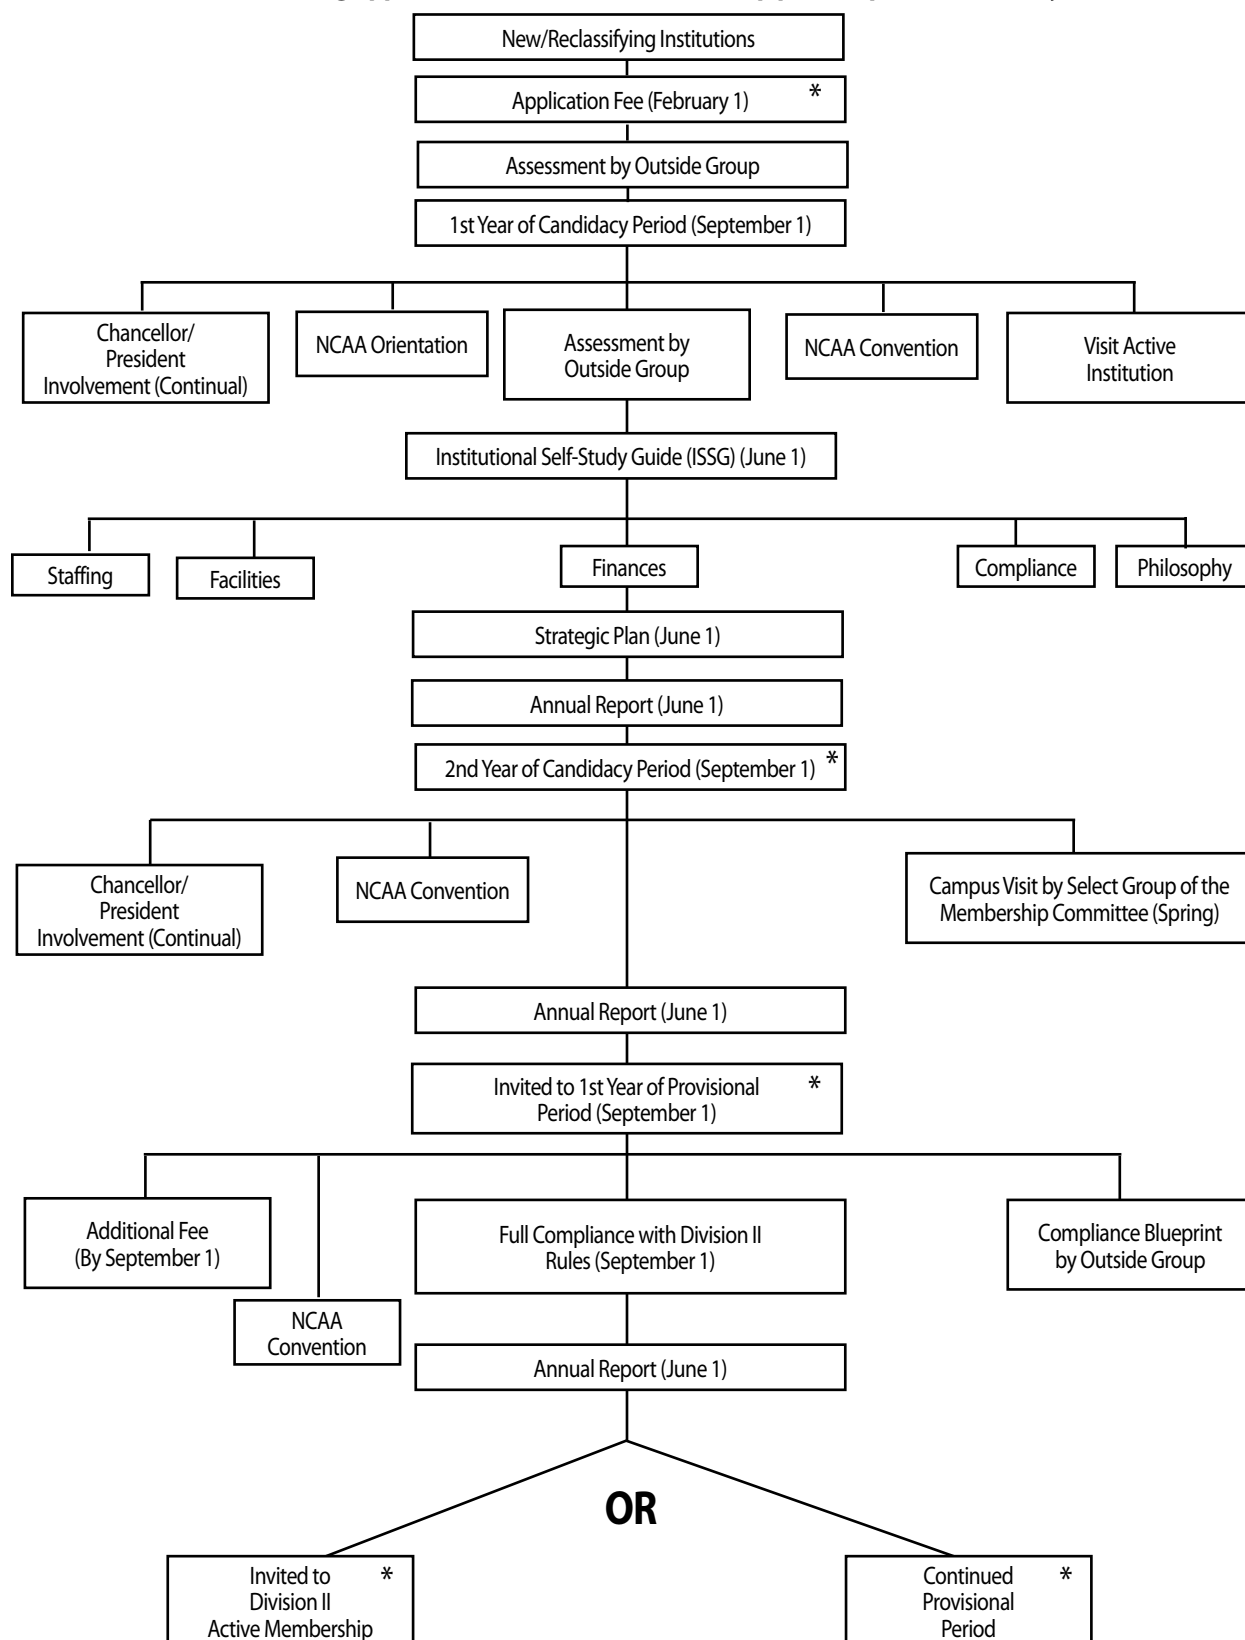 New/Reclassifying Institutions
Application Fee (February 1) *
Assessment by Outside Group
1st Year of Candidacy Period (September 1)
Chancellor/
President
Involvement (Continual)
NCAA Orientation
Assessment by
Outside Group
NCAA Convention
Visit Active
Institution
Institutional Self-Study Guide (ISSG) (June 1)
Staffing
Facilities
Finances
Compliance
Philosophy
Strategic Plan (June 1)
Annual Report (June 1)
2nd Year of Candidacy Period (September 1) *
Chancellor/
President
Involvement (Continual)
NCAA Convention
Campus Visit by Select Group of the
Membership Committee (Spring)
Annual Report (June 1)
Invited to 1st Year of Provisional *
Period (September 1)
Additional Fee
(By September 1)
NCAA
Convention
Full Compliance with Division II
Rules (September 1)
Compliance Blueprint
by Outside Group
Annual Report (June 1)
OR
Invited to *
Division II
Active Membership
Continued *
Provisional
Period